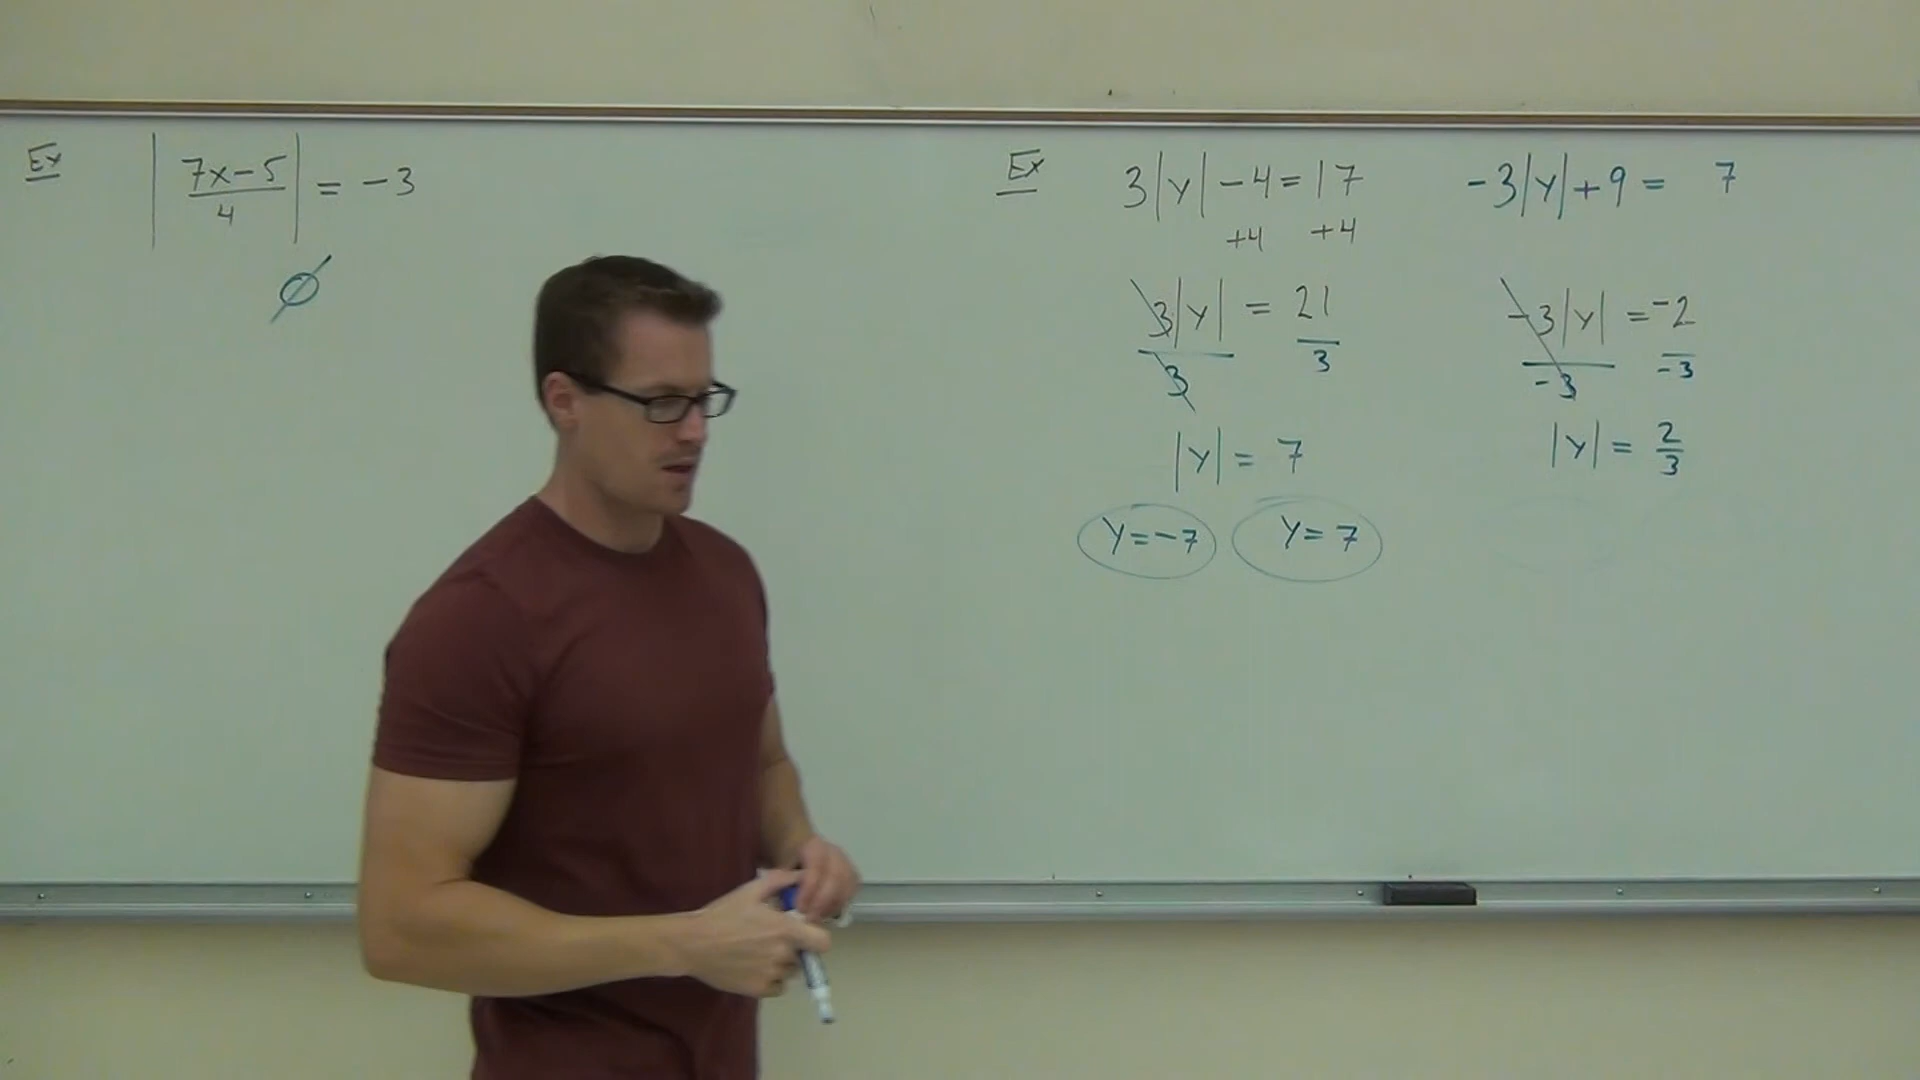 Ex
|7x-5/4| = -3
∅
Ex
3|y| - 4 = 17
+4 +4
3|y| = 21
3 3
|y| = 7
y = -7 y = 7
-3|y| + 9 = 7
-3|y| = -2
-3 -3
|y| = 2/3